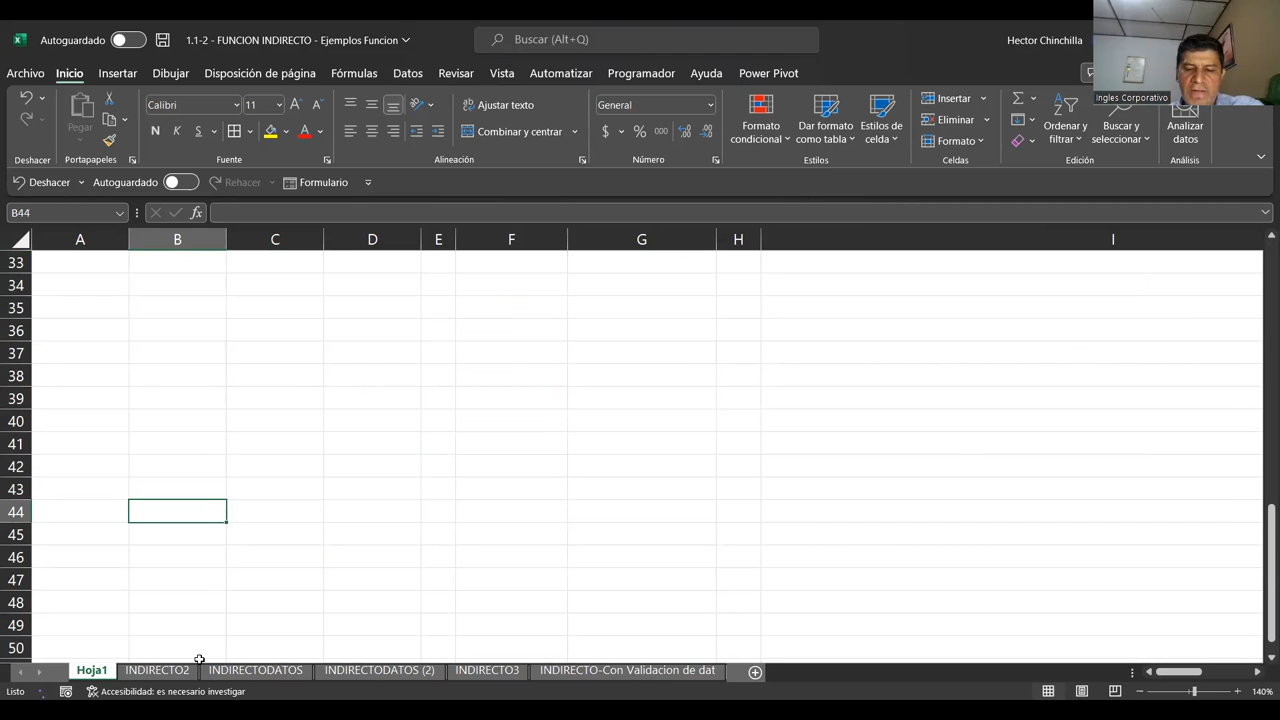 Autoguardado
1.1-2 - FUNCION INDIRECTO - Ejemplos Funcion
Buscar (Alt+Q)
Hector Chinchilla
Ingles Corporativo
Archivo Inicio Insertar Dibujar Disposición de página Fórmulas Datos Revisar Vista Automatizar Programador Ayuda Power Pivot
Pegar
Calibri 11
N K S
Ajustar texto
Combinar y centrar
General
$ % 000
Formato condicional
Dar formato como tabla
Estilos de celda
Insertar
Eliminar
Formato
Ordenar y filtrar
Buscar y seleccionar
Analizar datos
Deshacer Portapapeles Fuente Alineación Número Estilos Celdas Edición Análisis
Deshacer Autoguardado Rehacer Formulario
B44 fx
A B C D E F G H I
33
34
35
36
37
38
39
40
41
42
43
44
45
46
47
48
49
50
Hoja1 INDIRECTO2 INDIRECTODATOS INDIRECTODATOS (2) INDIRECTO3 INDIRECTO-Con Validacion de dat
Listo Accesibilidad: es necesario investigar 140%